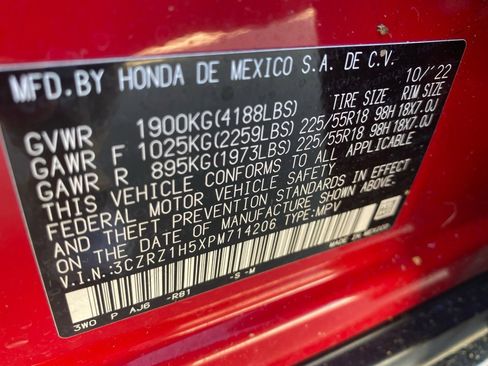 MFD. BY HONDA DE MEXICO S.A. DE C.V. 10/'22
TIRE SIZE RIM SIZE
GVWR 1900KG(4188LBS)
GAWR F 1025KG(2259LBS) 225/55R18 98H 18X7.0J
GAWR R 895KG(1973LBS) 225/55R18 98H 18X7.0J
THIS VEHICLE CONFORMS TO ALL APPLICABLE
FEDERAL MOTOR VEHICLE SAFETY AND
THEFT PREVENTION STANDARDS IN EFFECT
ON THE DATE OF MANUFACTURE SHOWN ABOVE.
V.I.N.:3CZRZ1H5XPM714206 TYPE:MPV
MADE IN MEXICO
3WO P AJ6 -R81 -S -M